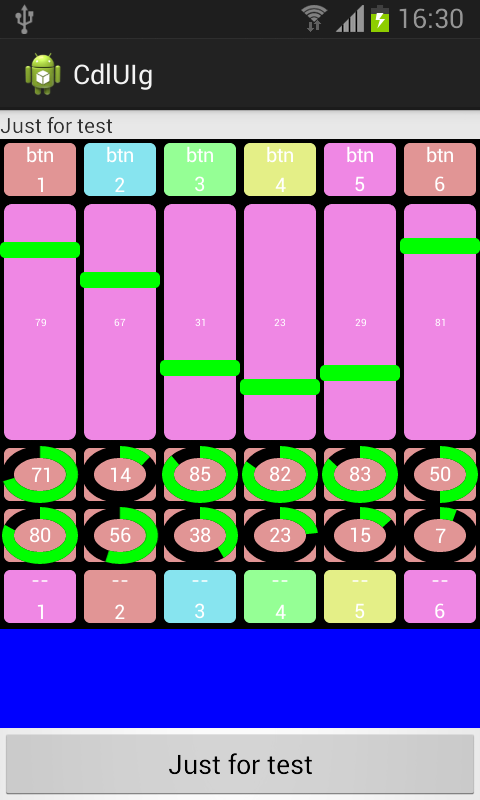 16:30
CdlUIg
Just for test
btn btn btn btn btn btn
1 2 3 4 5 6
79 67 31 23 29 81
71 14 85 82 83 50
80 56 38 23 15 7
-- -- -- -- -- --
1 2 3 4 5 6
Just for test